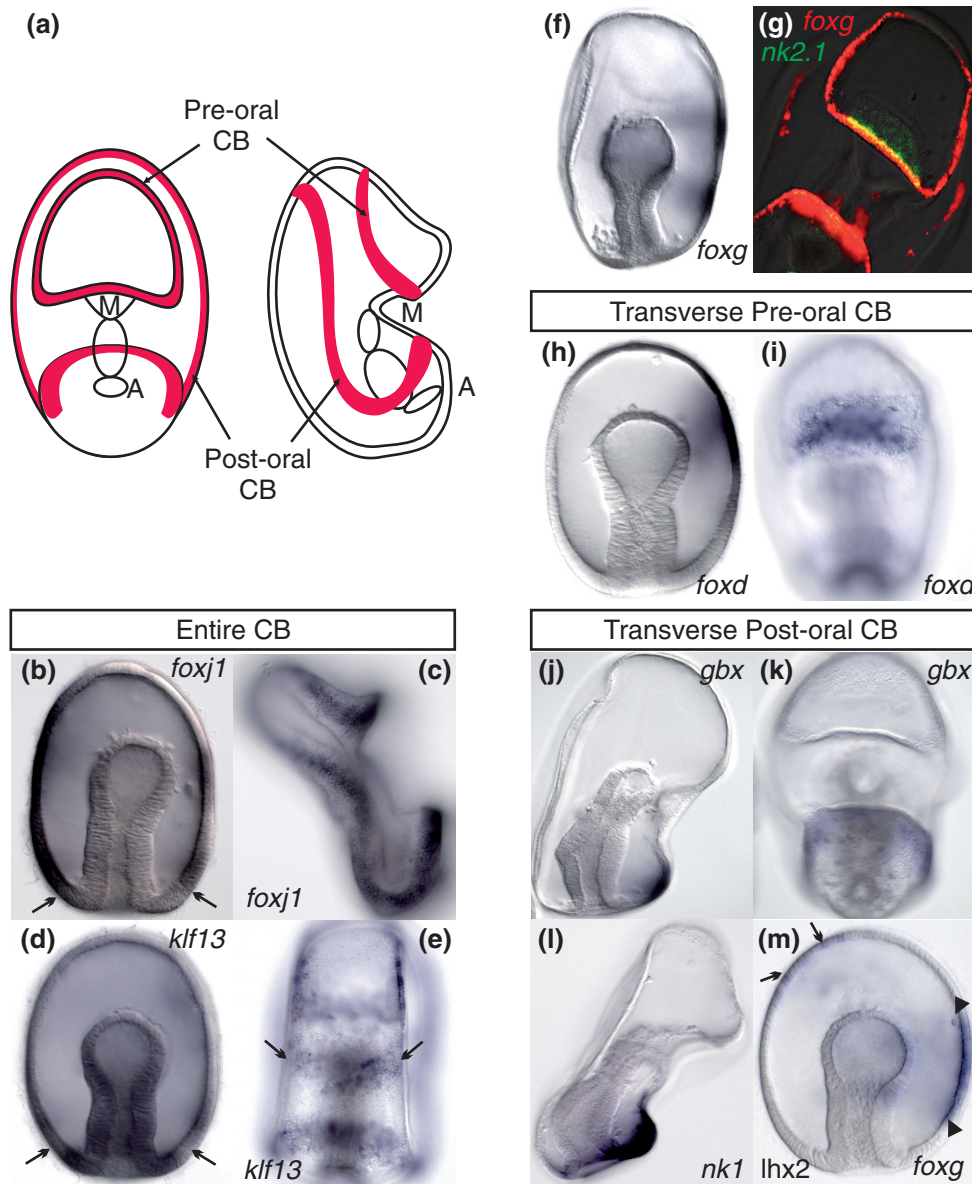 (a)
Pre-oral
CB
M
A
M
A
Post-oral
CB
(f)
foxg
(g) foxg
nk2.1
Transverse Pre-oral CB
(h)
foxd
(i)
foxd
Entire CB
(b) foxj1
(c)
foxj1
(d) klf13
(e)
klf13
Transverse Post-oral CB
(j) gbx
(k) gbx
(l)
nk1
(m)
lhx2 foxg